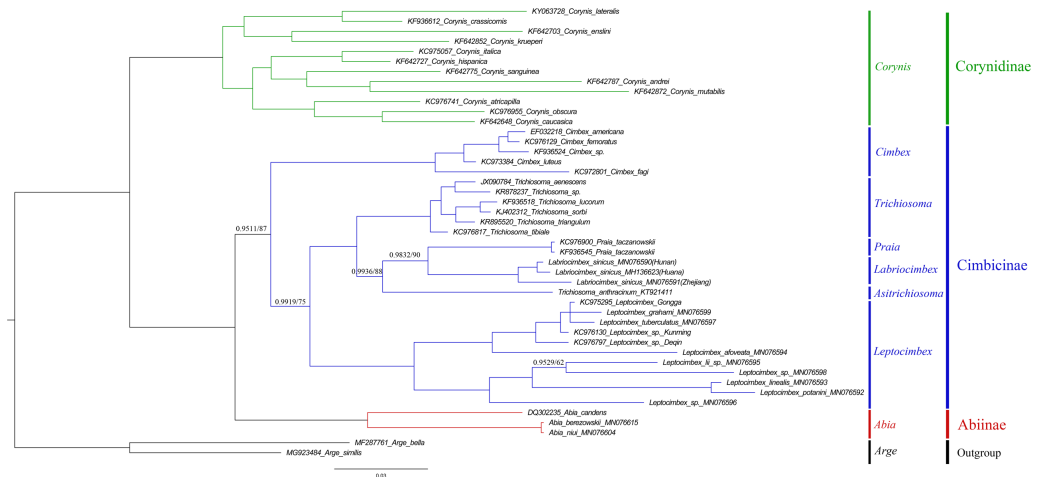 KY063728_Corynis_lateralis
KF936612_Corynis_crassicornis
KF642703_Corynis_enslini
KF642852_Corynis_krueperi
KC975057_Corynis_italica
KF642727_Corynis_hispanica
KF642775_Corynis_sanguinea
KF642787_Corynis_andrei
KF642872_Corynis_mutabilis
KC976741_Corynis_atricapilla
KC976955_Corynis_obscura
KF642648_Corynis_caucasica
Corynis
Corynidinae
EF032218_Cimbex_americana
KC976129_Cimbex_femoratus
KF936524_Cimbex_sp.
KC973384_Cimbex_luteus
KC972801_Cimbex_fagi
Cimbex
JX090784_Trichiosoma_aenescens
KR878237_Trichiosoma_sp.
KF936518_Trichiosoma_lucorum
KJ402312_Trichiosoma_sorbi
KR895520_Trichiosoma_triangulum
KC976817_Trichiosoma_tibiale
Trichiosoma
0.9511/87
KC976900_Praia_taczanowskii
KF936545_Praia_taczanowskii
Praia
0.9832/90
Labriocimbex_sinicus_MN076590(Hunan)
Labriocimbex_sinicus_MH136623(Huana)
Labriocimbex_sinicus_MN076591(Zhejiang)
Labriocimbex
Cimbicinae
0.9936/88
Trichiosoma_anthracinum_KT921411
Asitrichiosoma
0.9919/75
KC975295_Leptocimbex_Gongga
Leptocimbex_grahami_MN076599
Leptocimbex_tuberculatus_MN076597
KC976130_Leptocimbex_sp._Kunming
KC976797_Leptocimbex_sp._Deqin
Leptocimbex_afoveata_MN076594
Leptocimbex
0.9529/62
Leptocimbex_lii_sp._MN076595
Leptocimbex_sp._MN076598
Leptocimbex_linealis_MN076593
Leptocimbex_potanini_MN076592
Leptocimbex_sp._MN076596
DQ302235_Abia_candens
Abia_berezowskii_MN076615
Abia_niui_MN076604
Abia
Abiinae
MF287761_Arge_bella
MG923484_Arge_similis
Arge
Outgroup
0.03